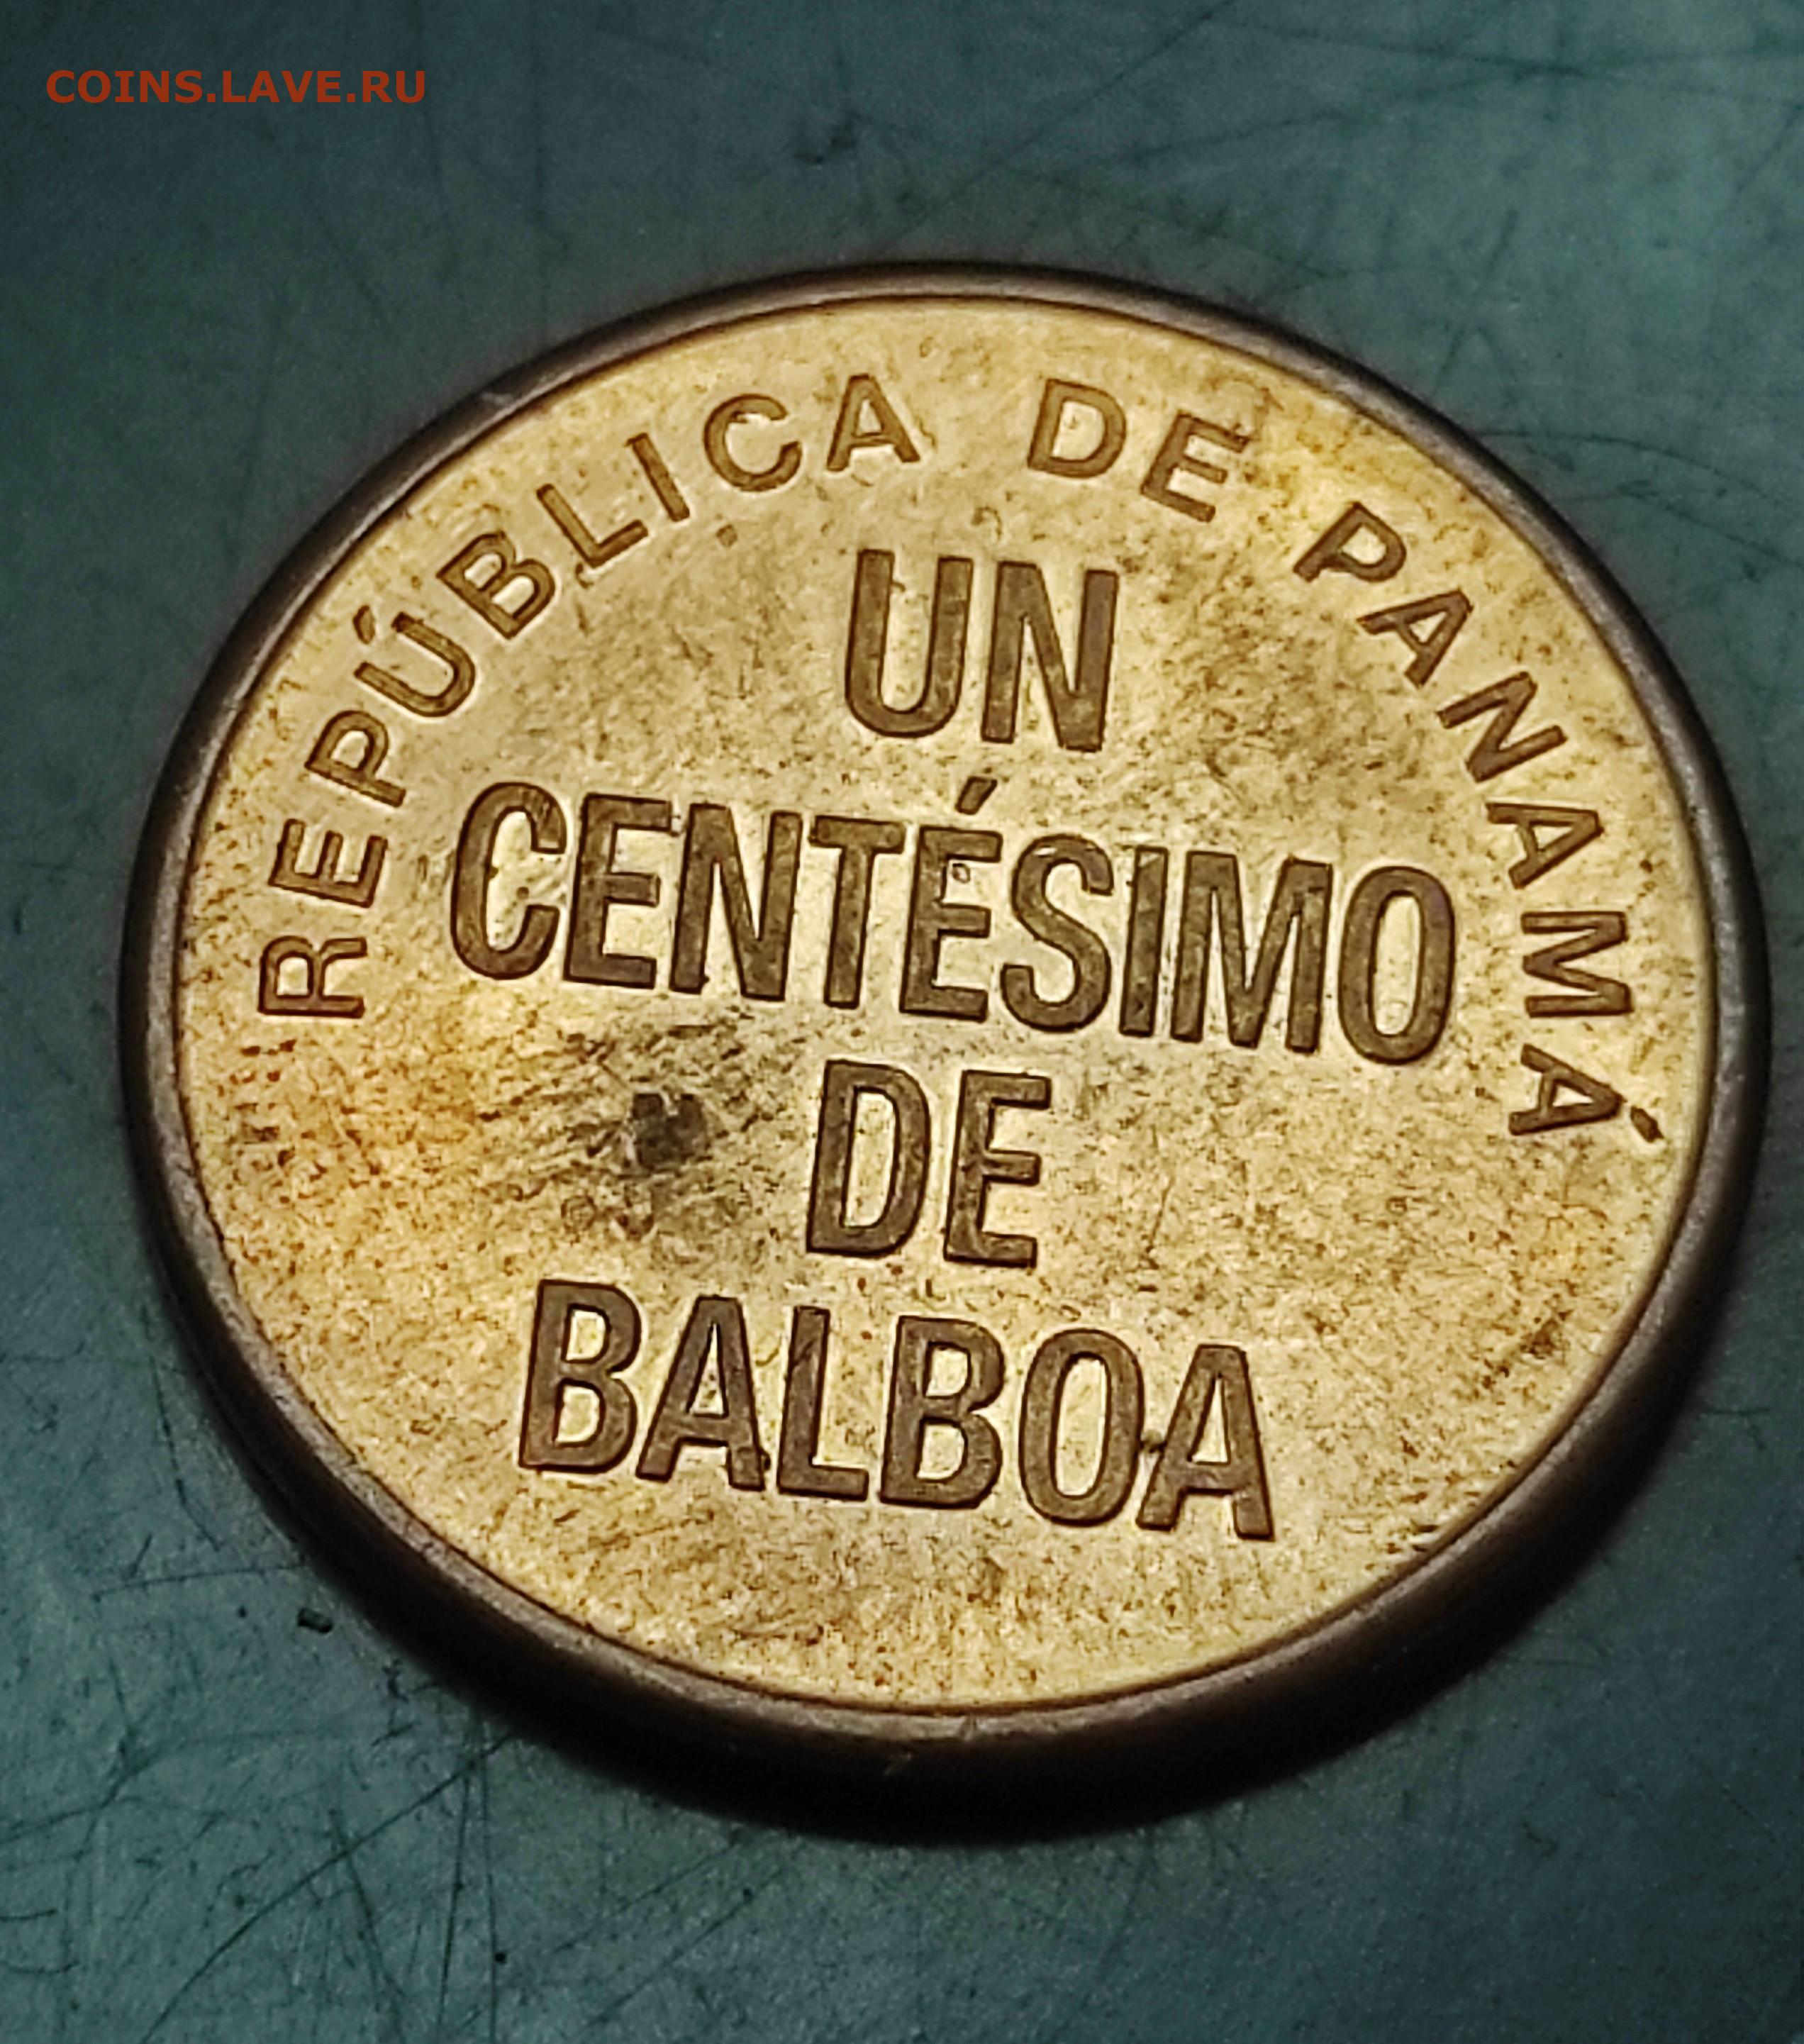 COINS.LAVE.RU
REPÚBLICA DE PANAMÁ
UN
CENTÉSIMO
DE
BALBOA